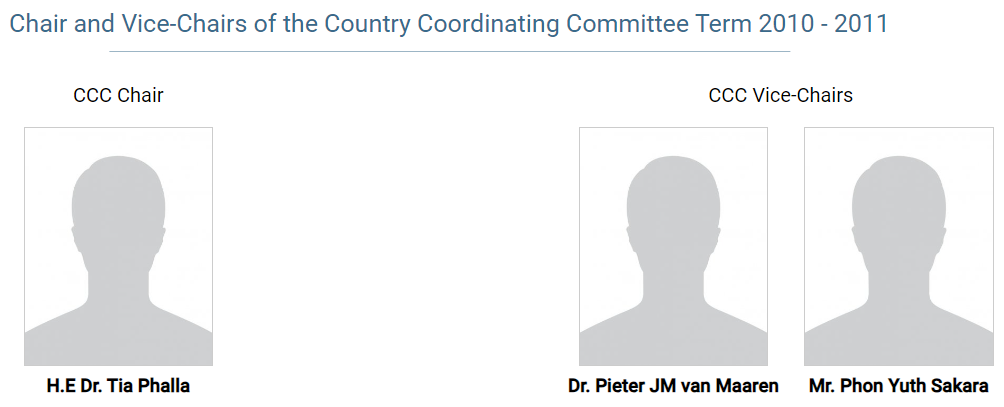 Chair and Vice-Chairs of the Country Coordinating Committee Term 2010 - 2011
CCC Chair
CCC Vice-Chairs
H.E Dr. Tia Phalla
Dr. Pieter JM van Maaren
Mr. Phon Yuth Sakara